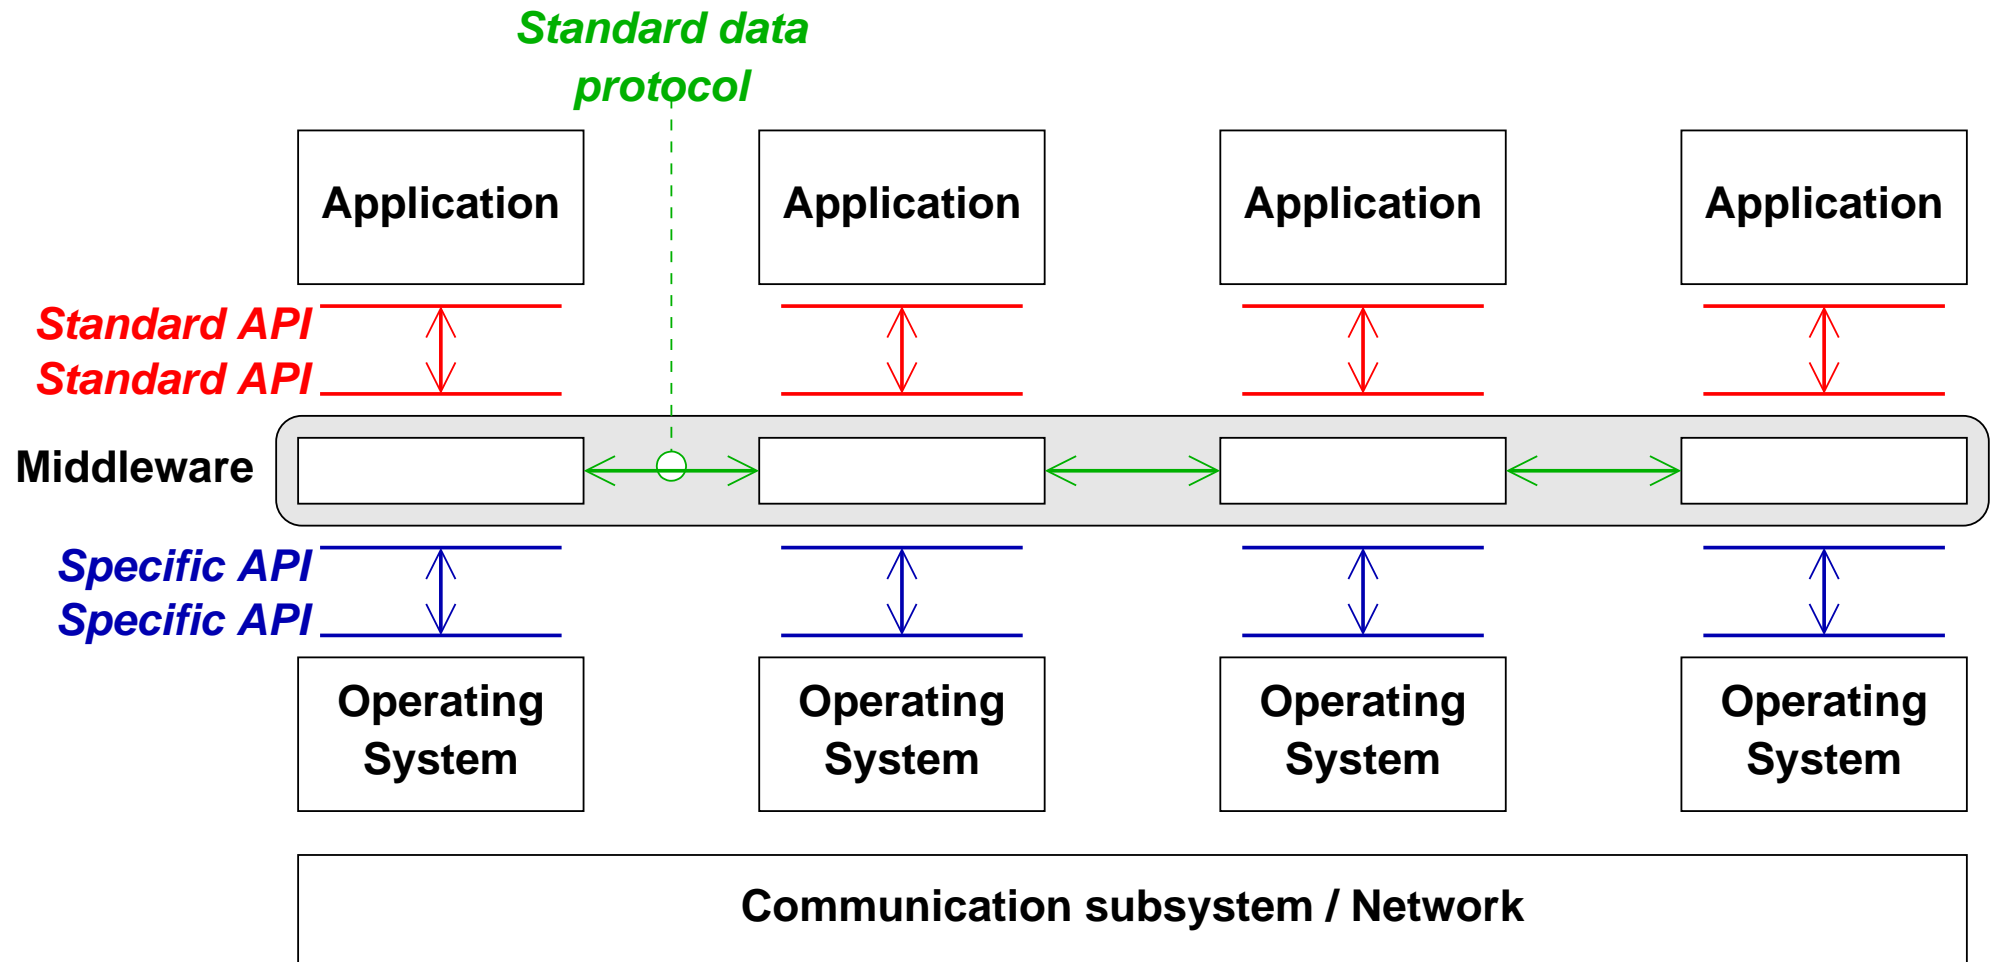 Standard data
protocol
Application Application Application Application
Standard API
Standard API
Middleware
Specific API
Specific API
Operating Operating Operating Operating
System System System System
Communication subsystem / Network